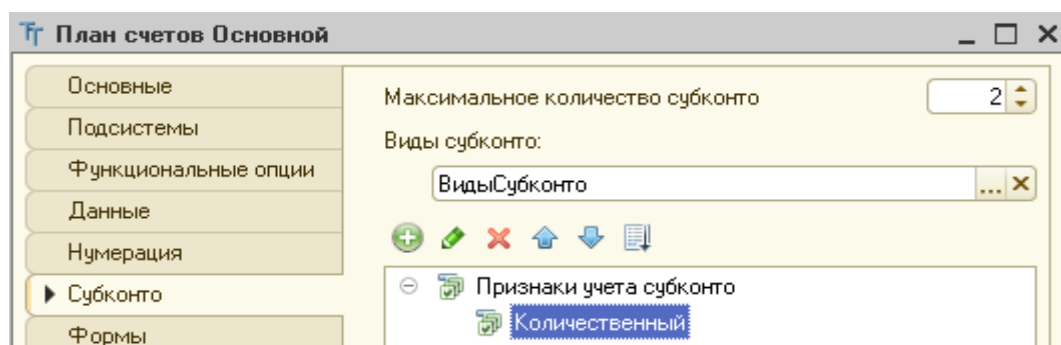 План счетов Основной
Основные
Подсистемы
Функциональные опции
Данные
Нумерация
Субконто
Формы
Максимальное количество субконто 2
Виды субконто:
ВидыСубконто ...
Признаки учета субконто
Количественный